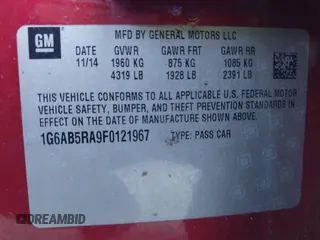 GM
MFD BY GENERAL MOTORS LLC
11/14 GVWR GAWR FRT GAWR RR
1960 KG 875 KG 1085 KG
4319 LB 1928 LB 2391 LB
THIS VEHICLE CONFORMS TO ALL APPLICABLE U.S. FEDERAL MOTOR
VEHICLE SAFETY, BUMPER, AND THEFT PREVENTION STANDARDS
IN EFFECT ON THE DATE OF MANUFACTURE SHOWN ABOVE.
1G6AB5RA9F0121967 TYPE: PASS CAR
DREAMBID